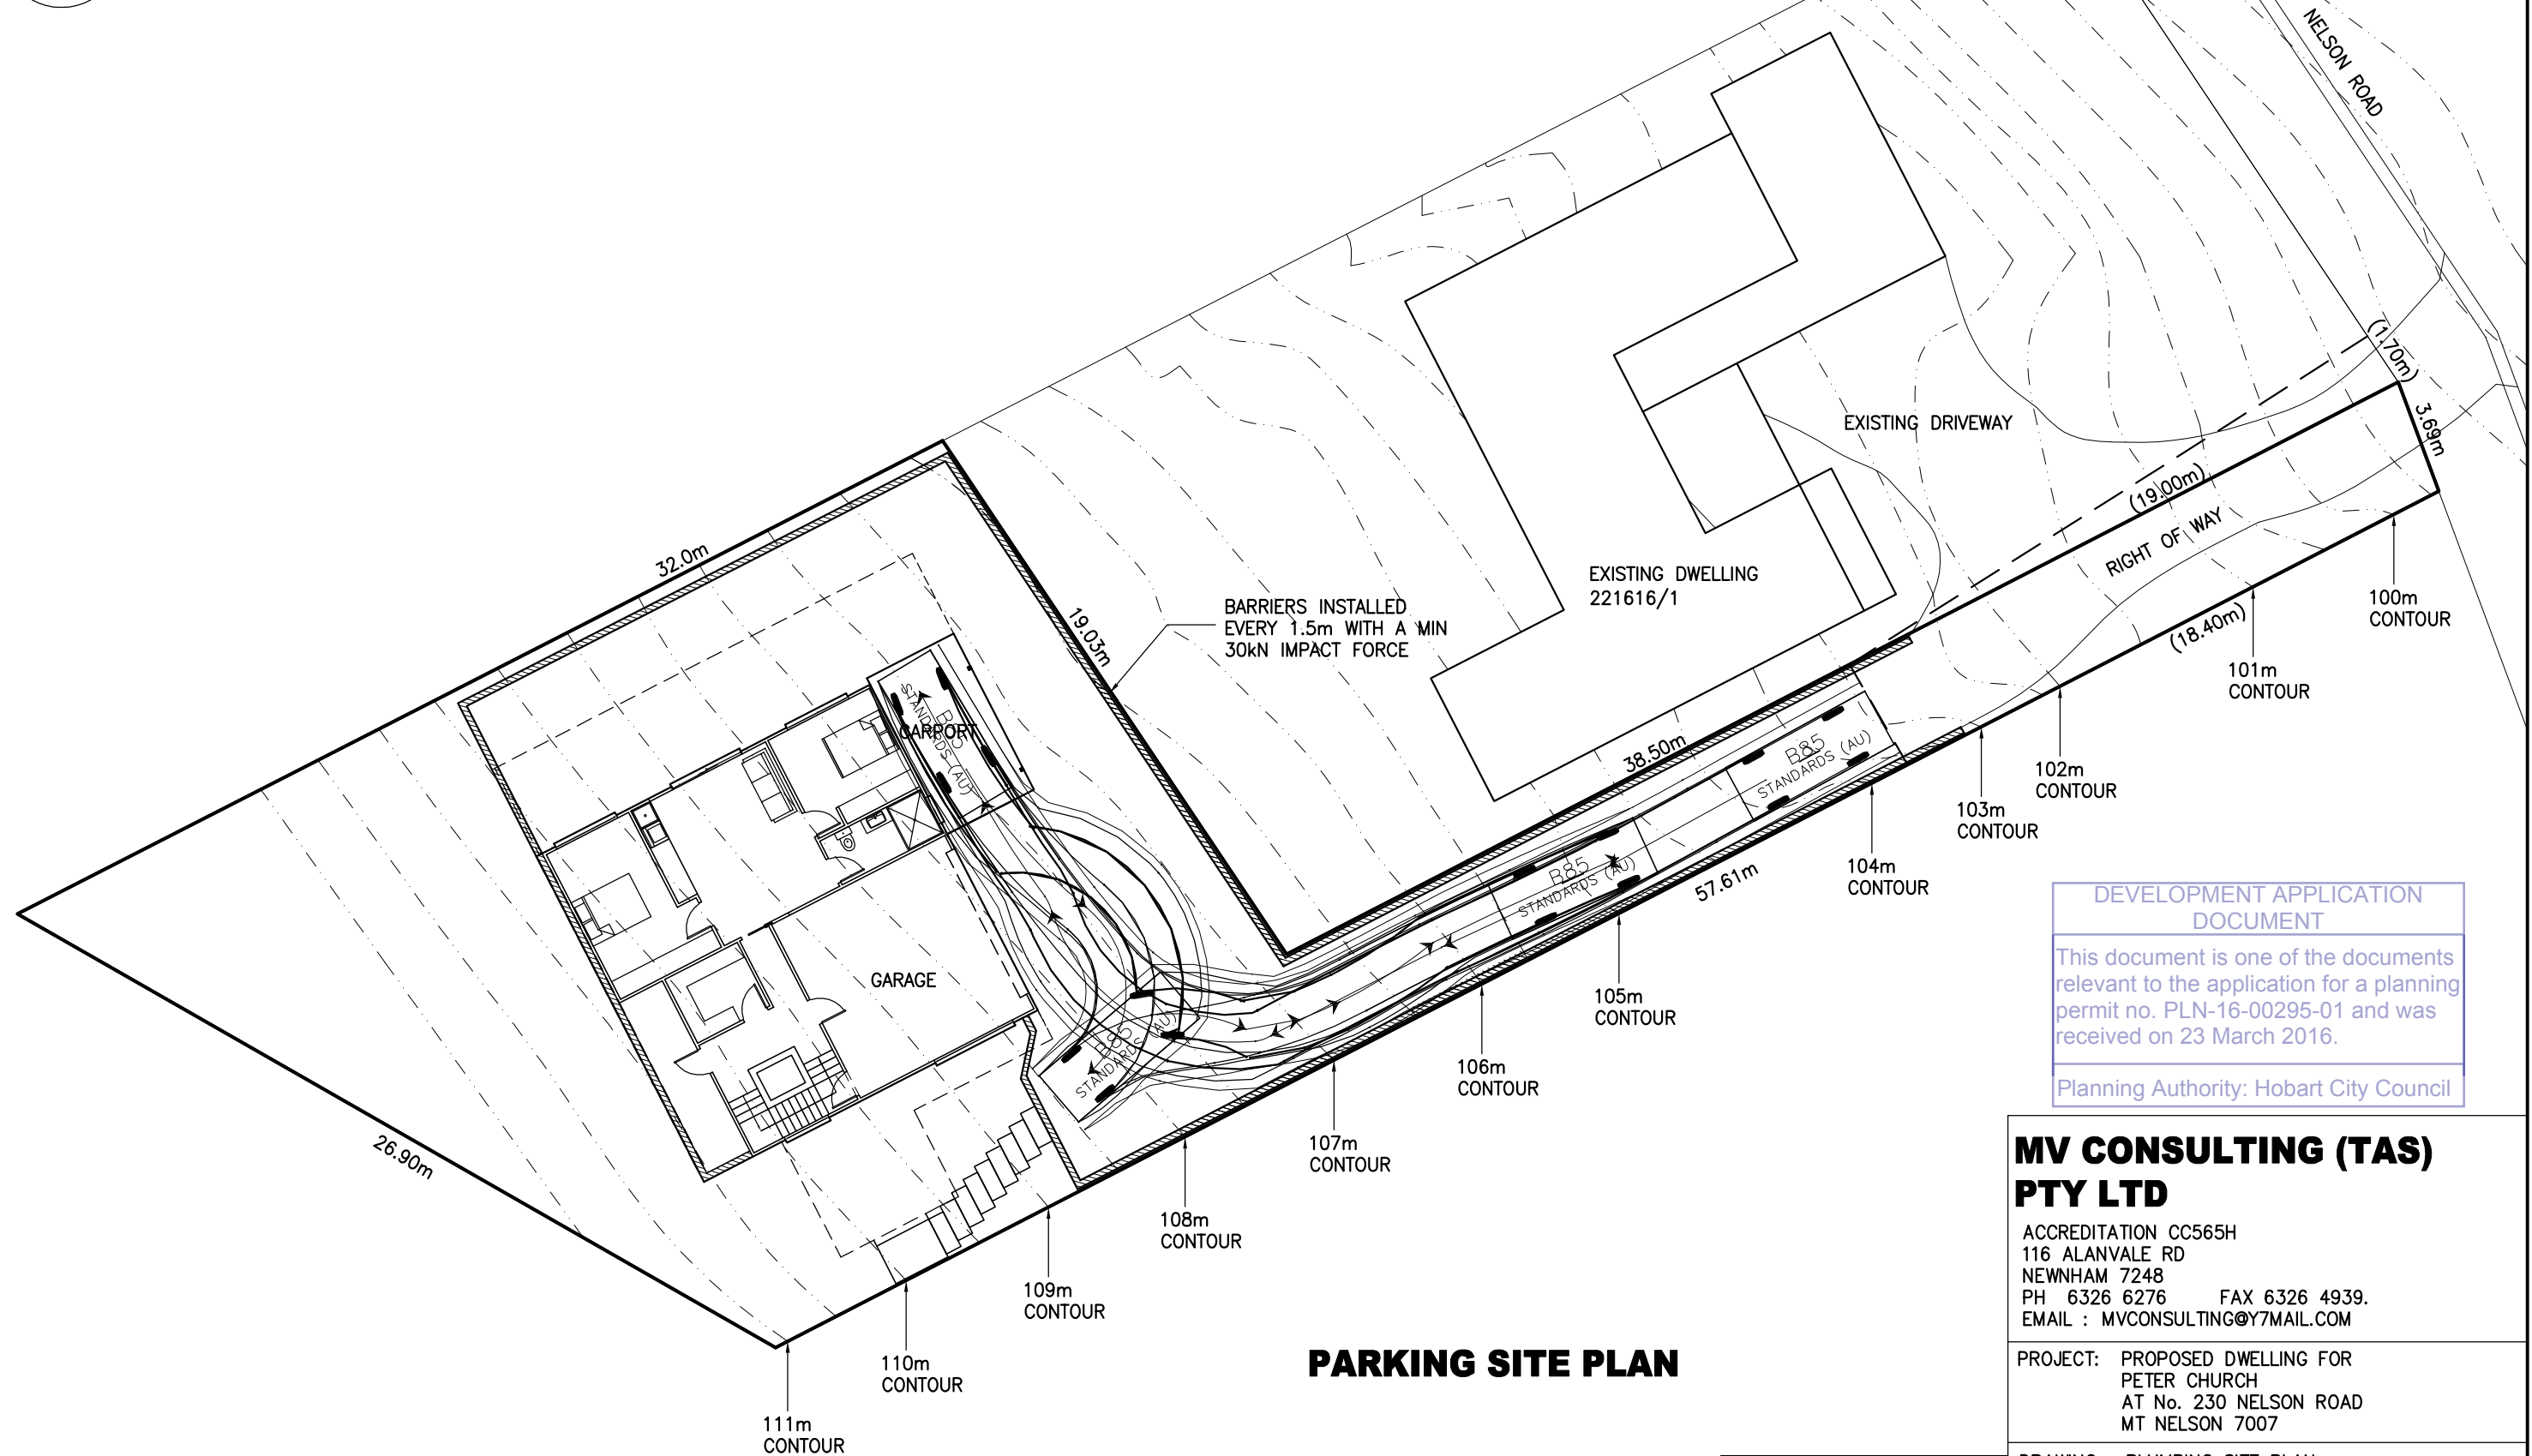 NELSON ROAD
(1.70m)
3.69m
EXISTING DRIVEWAY
(19.00m)
RIGHT OF WAY
(18.40m)
100m
CONTOUR
101m
CONTOUR
102m
CONTOUR
103m
CONTOUR
104m
CONTOUR
105m
CONTOUR
106m
CONTOUR
107m
CONTOUR
108m
CONTOUR
109m
CONTOUR
110m
CONTOUR
111m
CONTOUR
32.0m
19.03m
BARRIERS INSTALLED
EVERY 1.5m WITH A MIN
30kN IMPACT FORCE
EXISTING DWELLING
221616/1
38.50m
57.61m
26.90m
B85
STANDARDS (AU)
CARPORT
B85
STANDARDS (AU)
B85
STANDARDS (AU)
B85
STANDARDS (AU)
GARAGE
PARKING SITE PLAN
DEVELOPMENT APPLICATION
DOCUMENT
This document is one of the documents
relevant to the application for a planning
permit no. PLN-16-00295-01 and was
received on 23 March 2016.
Planning Authority: Hobart City Council
MV CONSULTING (TAS)
PTY LTD
ACCREDITATION CC565H
116 ALANVALE RD
NEWNHAM 7248
PH 6326 6276 FAX 6326 4939.
EMAIL : MVCONSULTING@Y7MAIL.COM
PROJECT: PROPOSED DWELLING FOR
PETER CHURCH
AT No. 230 NELSON ROAD
MT NELSON 7007